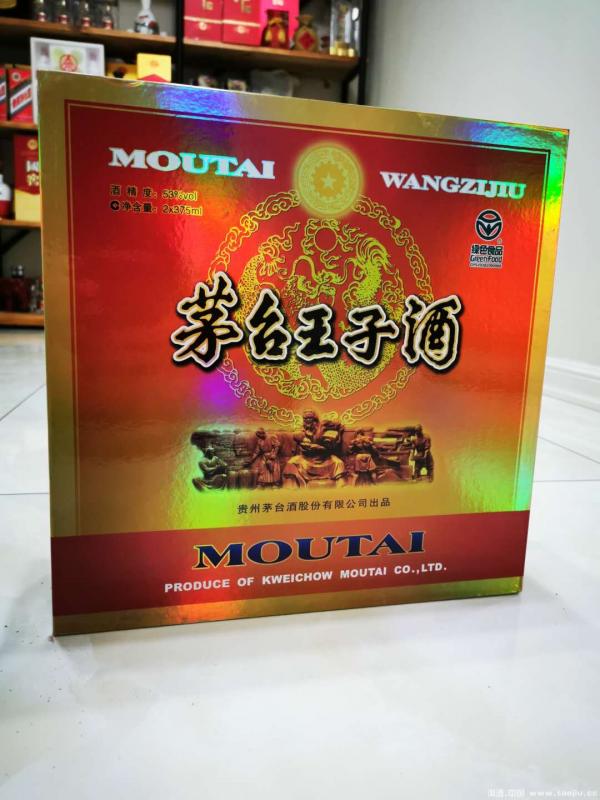 MOUTAI
WANGZIJIU
酒精度: 53%vol
净含量: 2x375ml
绿色食品
GreenFood
茅台王子酒
贵州茅台酒股份有限公司出品
MOUTAI
PRODUCE OF KWEICHOW MOUTAI CO.,LTD.